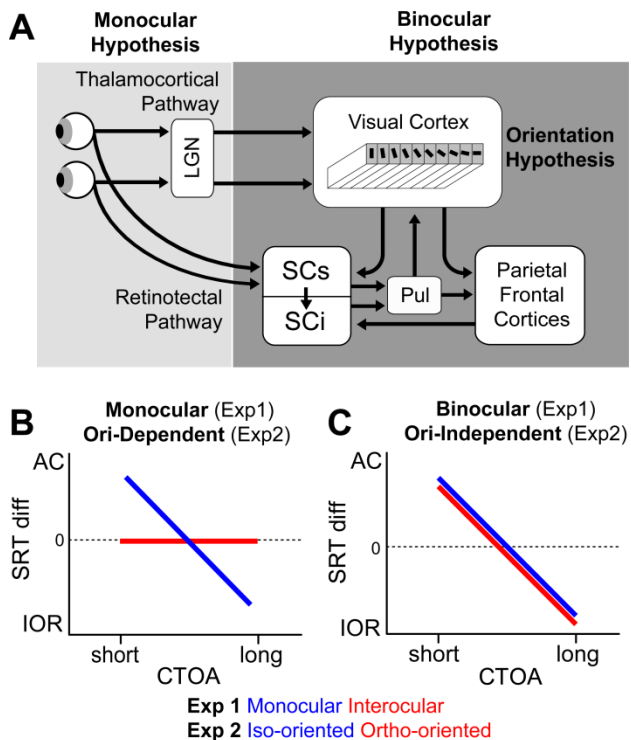 A
Monocular
Hypothesis
Binocular
Hypothesis
Thalamocortical
Pathway
LGN
Visual Cortex
Orientation
Hypothesis
SCs
SCi
Pul
Parietal
Frontal
Cortices
Retinotectal
Pathway
B
Monocular (Exp1)
Ori-Dependent (Exp2)
AC
0
IOR
SRT diff
short
long
CTOA
C
Binocular (Exp1)
Ori-Independent (Exp2)
AC
0
IOR
SRT diff
short
long
CTOA
Exp 1 Monocular Interocular
Exp 2 Iso-oriented Ortho-oriented